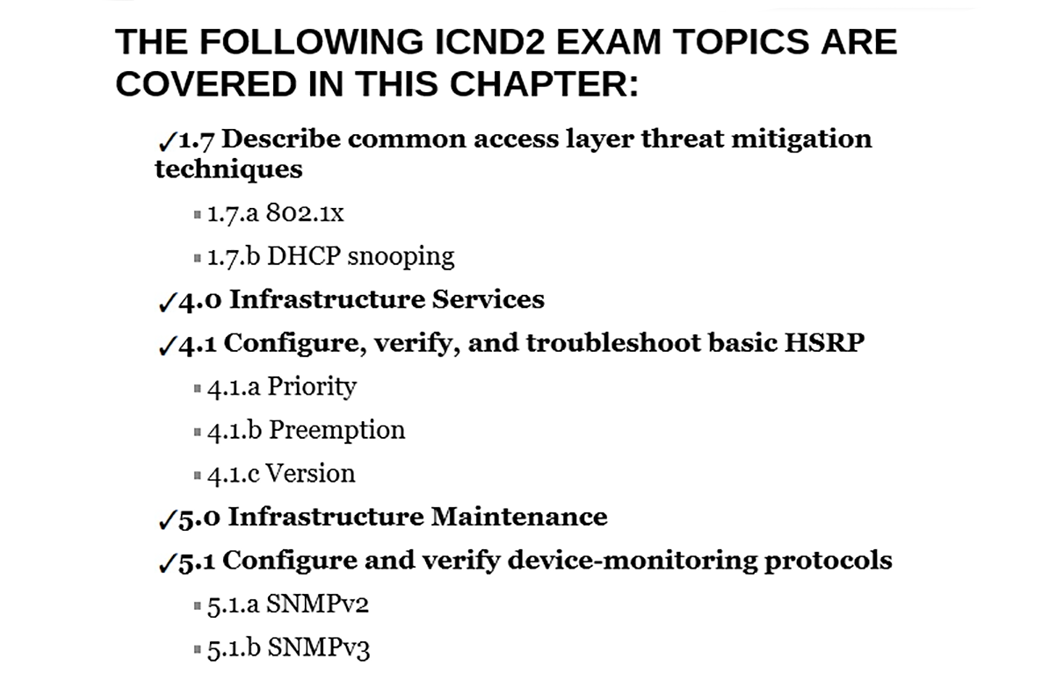 THE FOLLOWING ICND2 EXAM TOPICS ARE
COVERED IN THIS CHAPTER:
✓1.7 Describe common access layer threat mitigation
techniques
▪ 1.7.a 802.1x
▪ 1.7.b DHCP snooping
✓4.0 Infrastructure Services
✓4.1 Configure, verify, and troubleshoot basic HSRP
▪ 4.1.a Priority
▪ 4.1.b Preemption
▪ 4.1.c Version
✓5.0 Infrastructure Maintenance
✓5.1 Configure and verify device-monitoring protocols
▪ 5.1.a SNMPv2
▪ 5.1.b SNMPv3